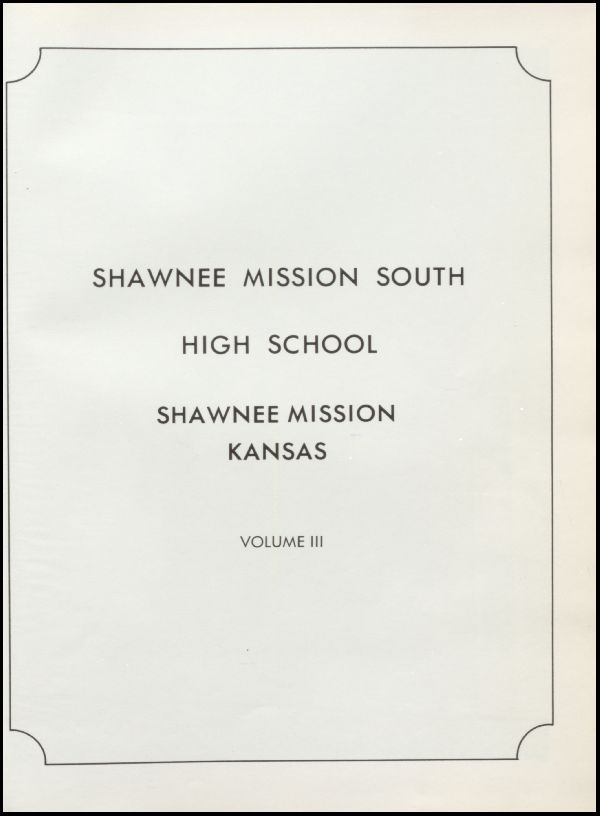 SHAWNEE MISSION SOUTH
HIGH SCHOOL
SHAWNEE MISSION
KANSAS
VOLUME III